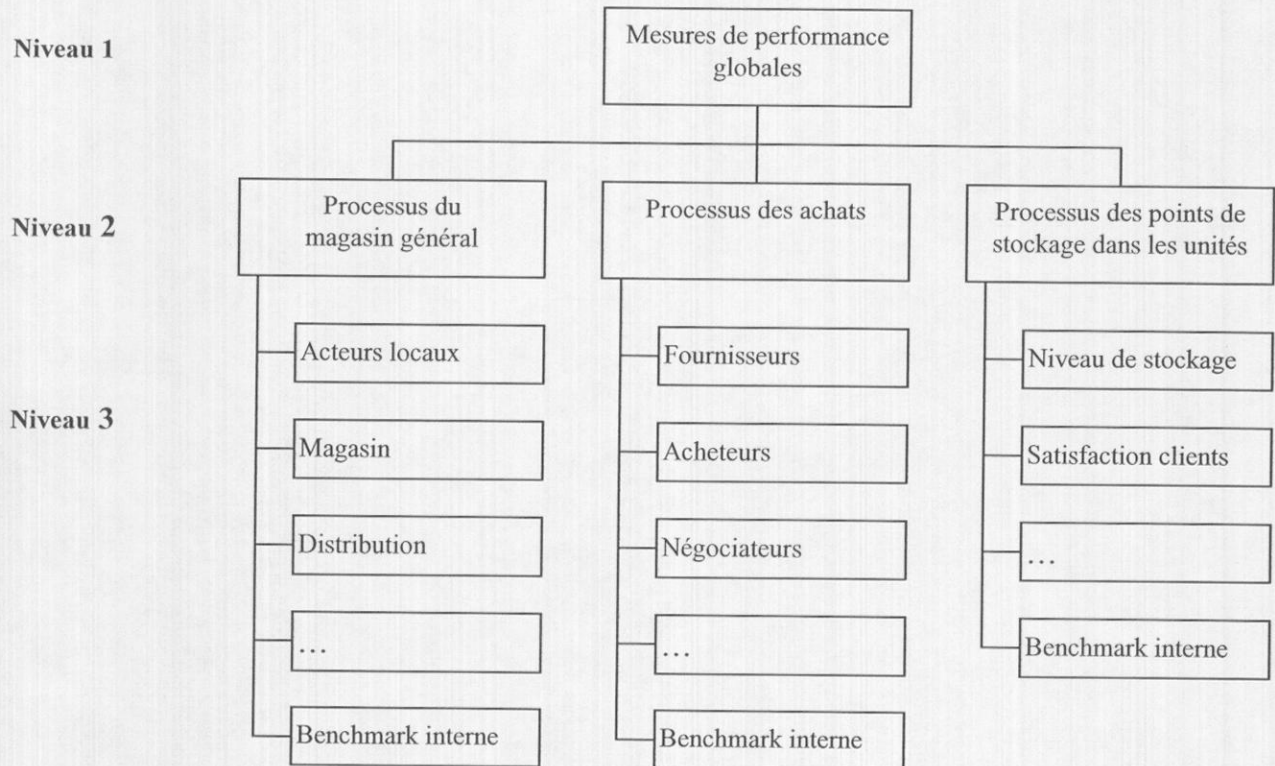 Niveau 1
Mesures de performance
globales
Niveau 2
Processus du
magasin général
Processus des achats
Processus des points de
stockage dans les unités
Niveau 3
Acteurs locaux
Magasin
Distribution
...
Benchmark interne
Fournisseurs
Acheteurs
Négociateurs
...
Benchmark interne
Niveau de stockage
Satisfaction clients
...
Benchmark interne